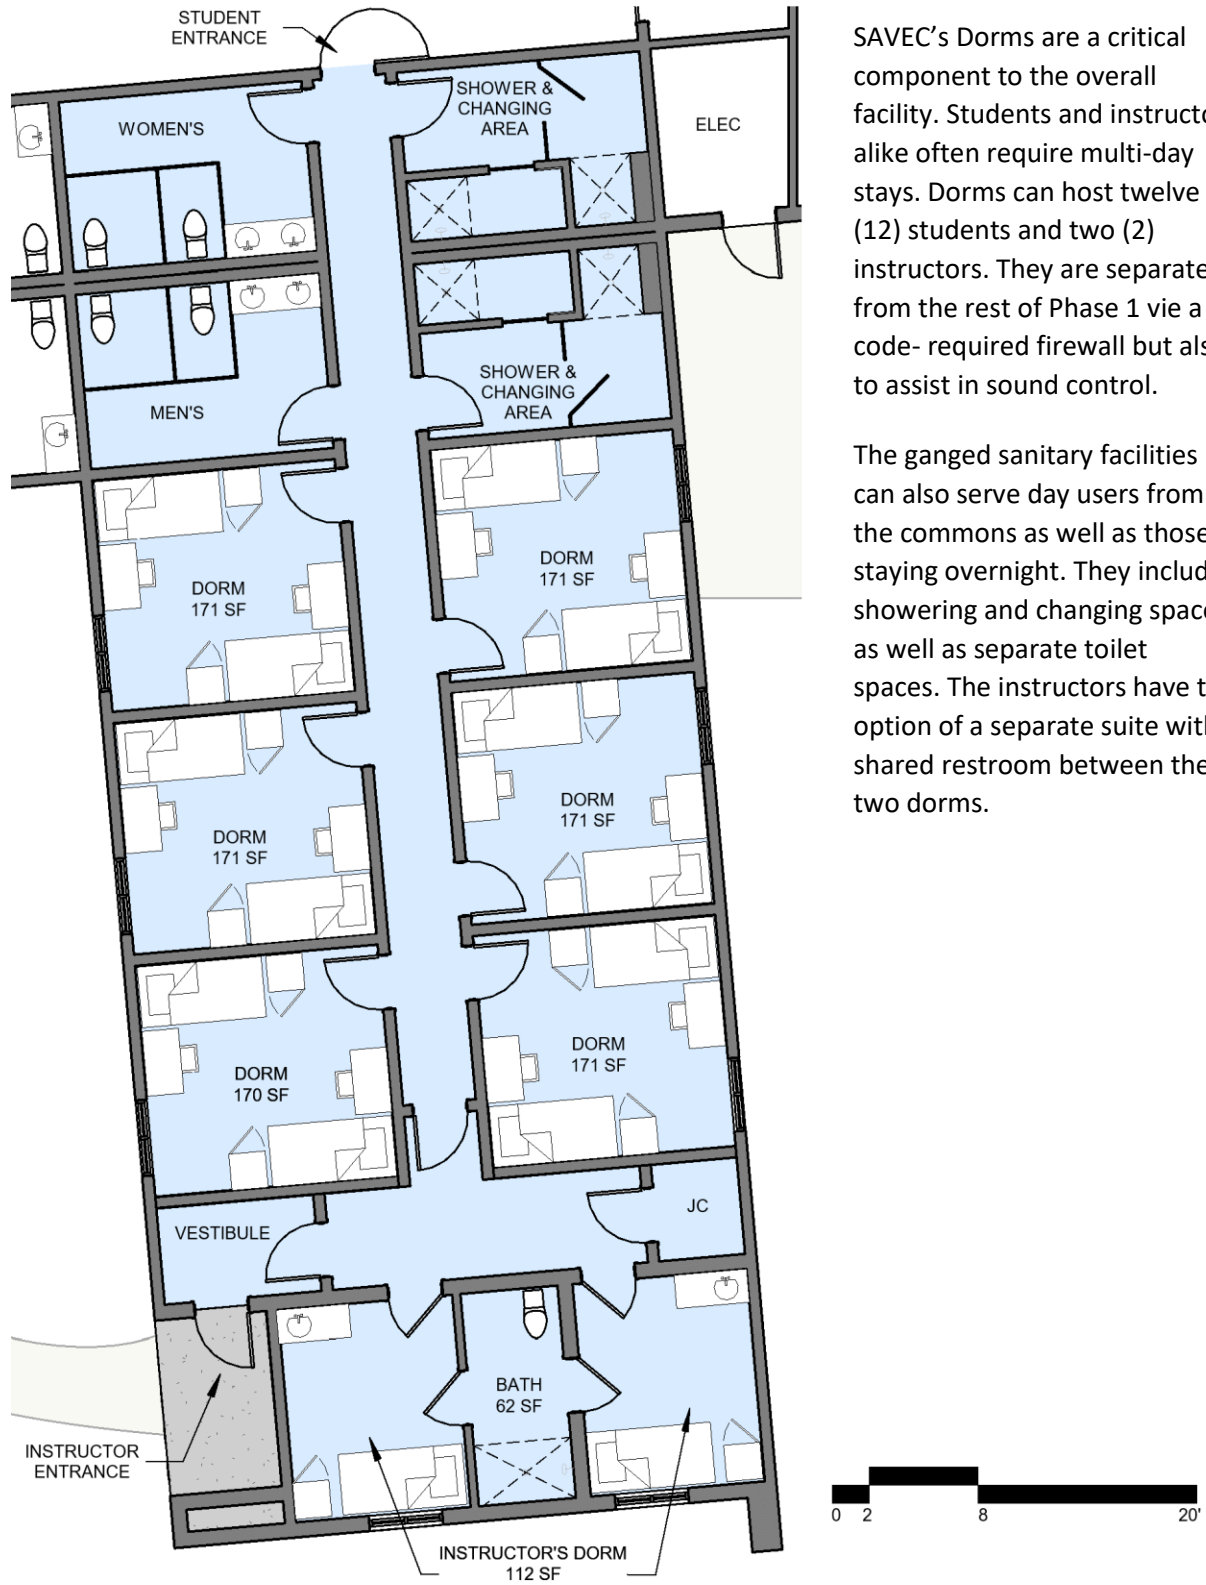 STUDENT
ENTRANCE
WOMEN'S
SHOWER &
CHANGING
AREA
ELEC
MEN'S
SHOWER &
CHANGING
AREA
DORM
171 SF
DORM
171 SF
DORM
171 SF
DORM
171 SF
DORM
170 SF
DORM
171 SF
VESTIBULE
JC
BATH
62 SF
INSTRUCTOR
ENTRANCE
INSTRUCTOR'S DORM
112 SF
SAVEC's Dorms are a critical
component to the overall
facility. Students and instructo
alike often require multi-day
stays. Dorms can host twelve
(12) students and two (2)
instructors. They are separate
from the rest of Phase 1 vie a
code- required firewall but als
to assist in sound control.
The ganged sanitary facilities
can also serve day users from
the commons as well as those
staying overnight. They includ
showering and changing space
as well as separate toilet
spaces. The instructors have t
option of a separate suite with
shared restroom between the
two dorms.
0 2 8 20'